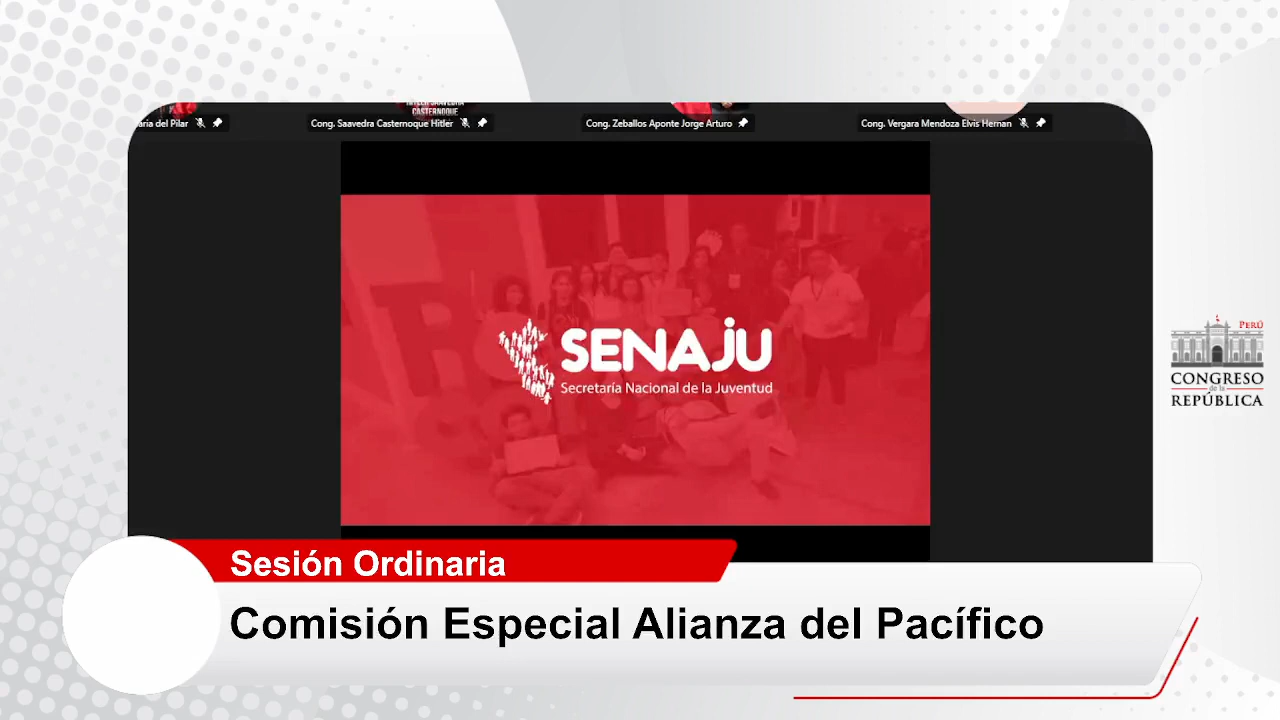 CASTERNOQUE
aria del Pilar
Cong. Saavedra Casternoque Hitler
Cong. Zeballos Aponte Jorge Arturo
Cong. Vergara Mendoza Elvis Hernan
SENAJU
Secretaría Nacional de la Juventud
PERÚ
CONGRESO
de la
REPÚBLICA
Sesión Ordinaria
Comisión Especial Alianza del Pacífico